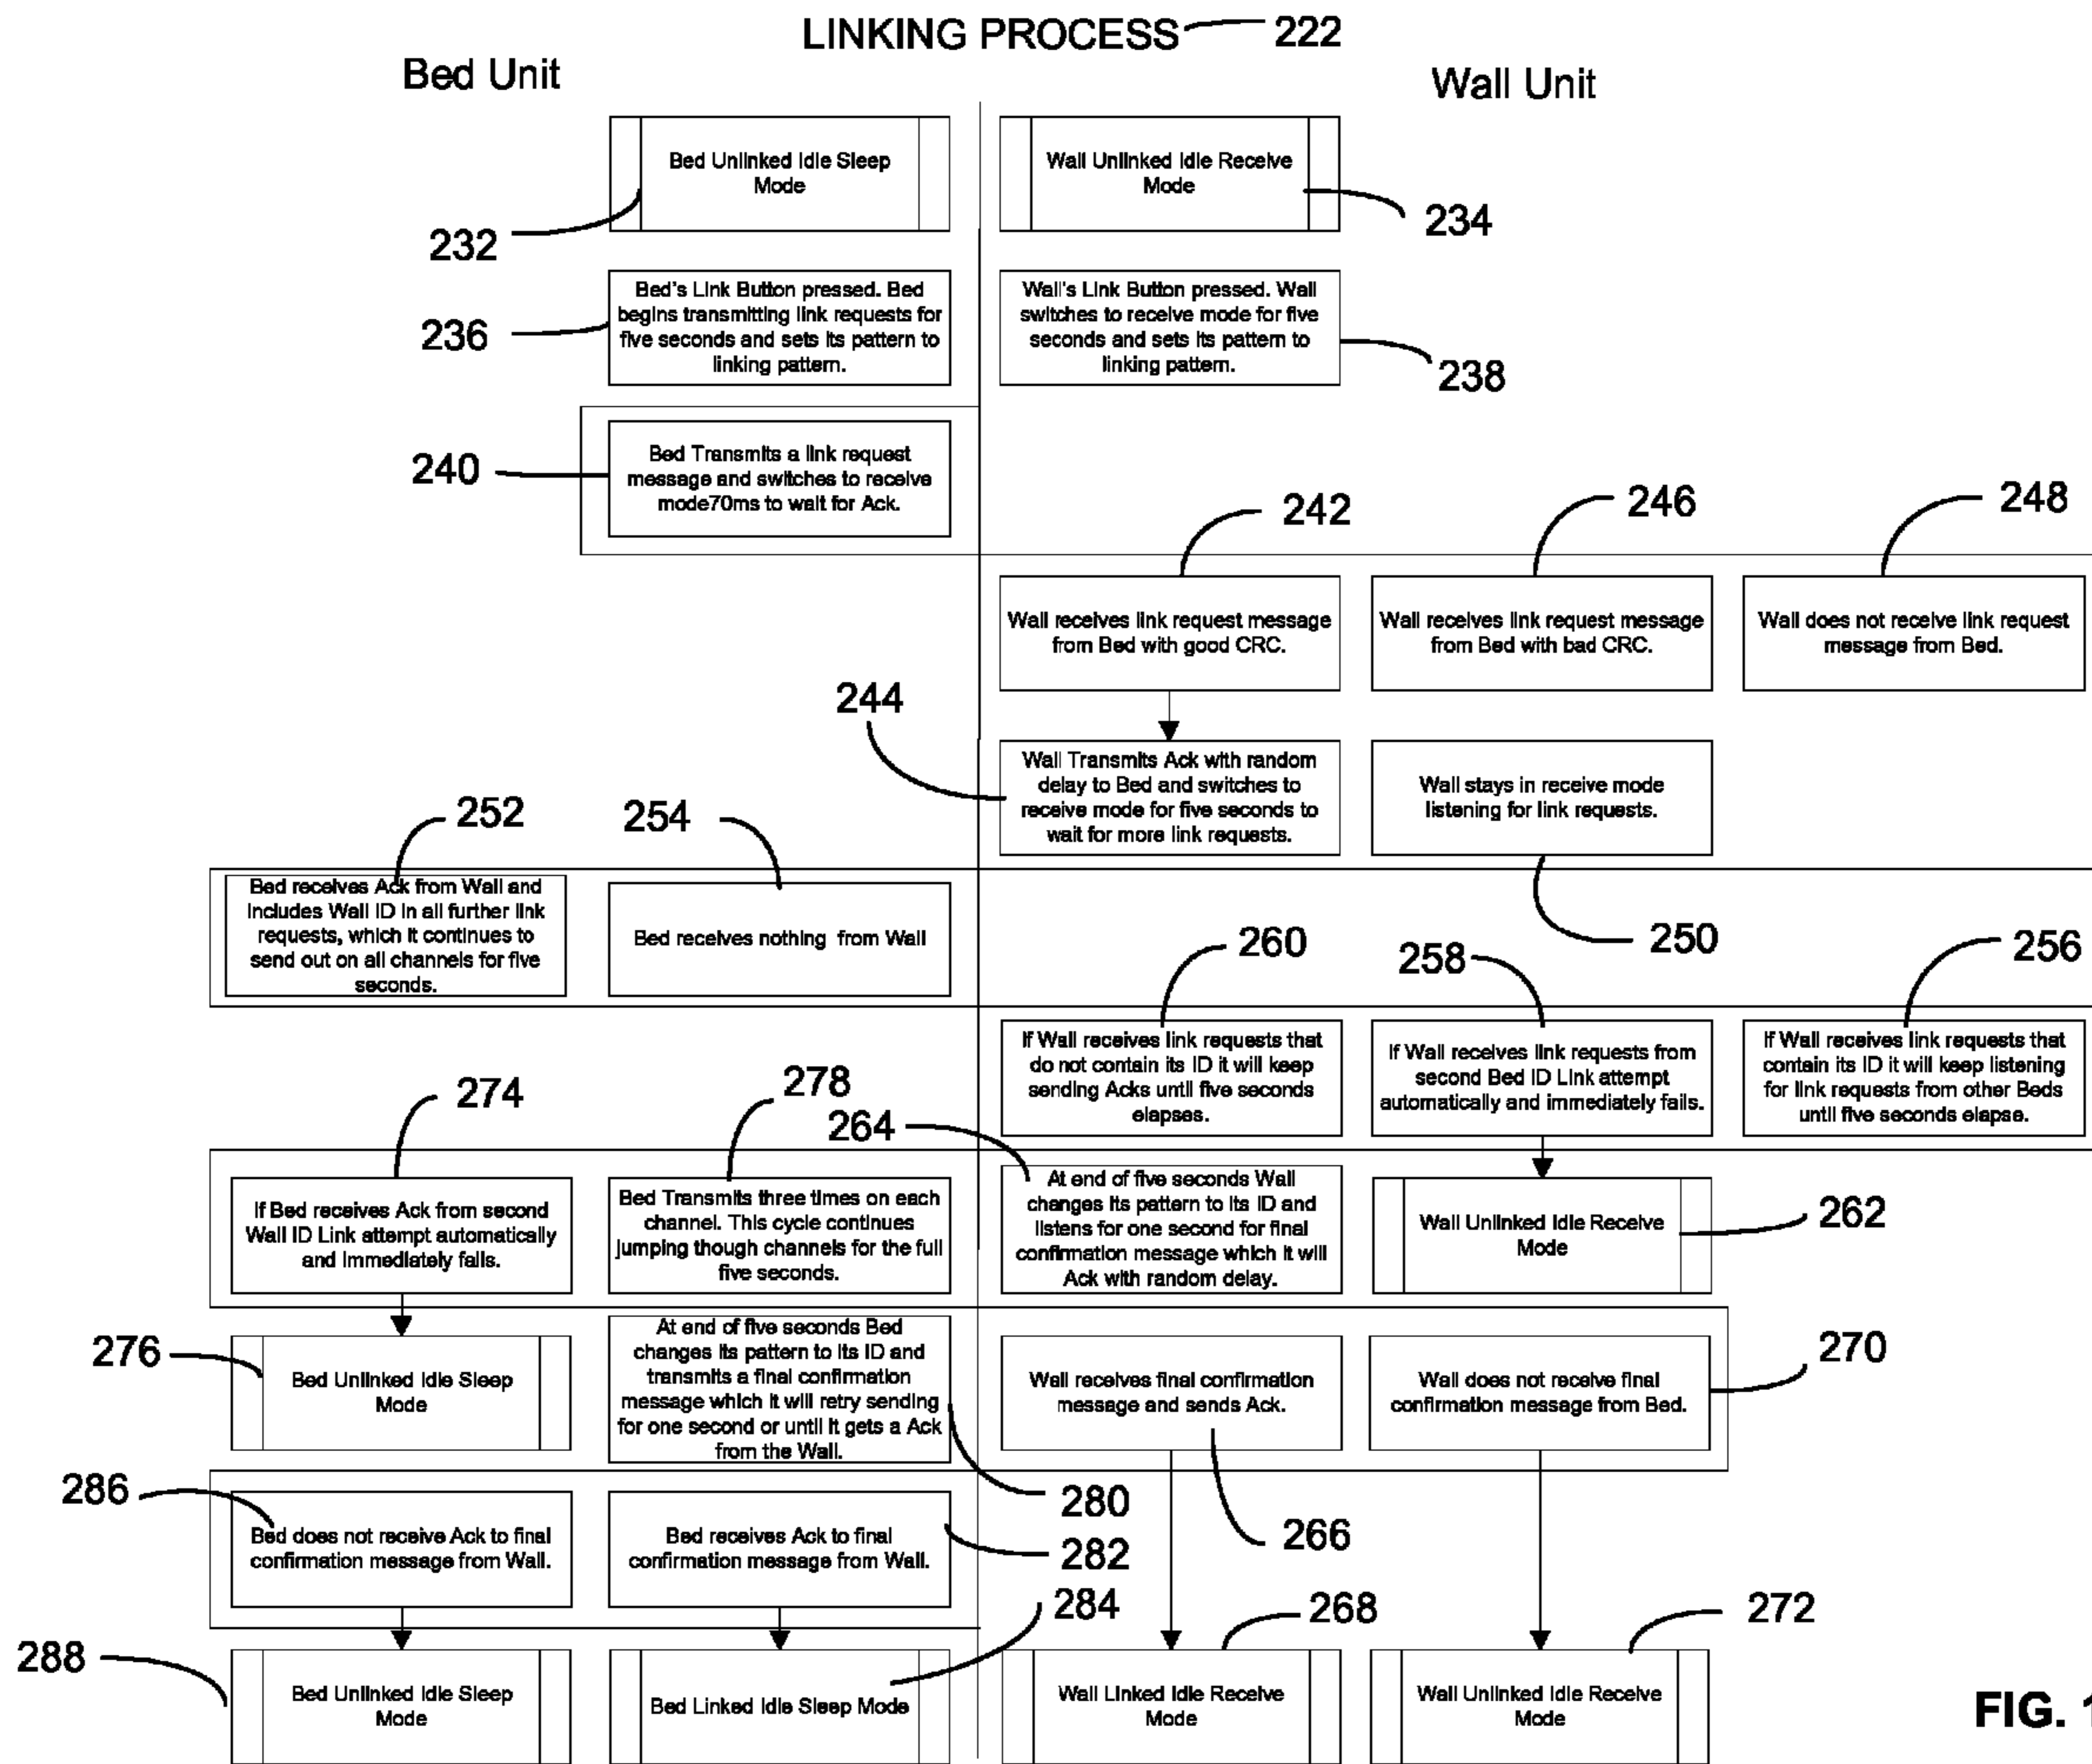 LINKING PROCESS 222
Bed Unit
Wall Unit
Bed Unlinked Idle Sleep
Mode
232
Wall Unlinked Idle Receive
Mode
234
Bed's Link Button pressed. Bed
begins transmitting link requests for
five seconds and sets its pattern to
linking pattern.
236
Wall's Link Button pressed. Wall
switches to receive mode for five
seconds and sets its pattern to
linking pattern.
238
Bed Transmits a link request
message and switches to receive
mode70ms to wait for Ack.
240
242
246
248
Wall receives link request message
from Bed with good CRC.
Wall receives link request message
from Bed with bad CRC.
Wall does not receive link request
message from Bed.
244
Wall Transmits Ack with random
delay to Bed and switches to
receive mode for five seconds to
wait for more link requests.
Wall stays in receive mode
listening for link requests.
250
252
254
Bed receives Ack from Wall and
includes Wall ID in all further link
requests, which it continues to
send out on all channels for five
seconds.
Bed receives nothing from Wall
260
258
256
If Wall receives link requests that
do not contain its ID it will keep
sending Acks until five seconds
elapses.
If Wall receives link requests from
second Bed ID Link attempt
automatically and immediately fails.
If Wall receives link requests that
contain its ID it will keep listening
for link requests from other Beds
until five seconds elapse.
274
278
264
If Bed receives Ack from second
Wall ID Link attempt automatically
and immediately fails.
Bed Transmits three times on each
channel. This cycle continues
jumping though channels for the full
five seconds.
At end of five seconds Wall
changes its pattern to its ID and
listens for one second for final
confirmation message which it will
Ack with random delay.
Wall Unlinked Idle Receive
Mode
262
276
Bed Unlinked Idle Sleep
Mode
At end of five seconds Bed
changes its pattern to its ID and
transmits a final confirmation
message which it will retry sending
for one second or until it gets a Ack
from the Wall.
280
Wall receives final confirmation
message and sends Ack.
266
Wall does not receive final
confirmation message from Bed.
270
286
Bed does not receive Ack to final
confirmation message from Wall.
Bed receives Ack to final
confirmation message from Wall.
282
284
268
272
288
Bed Unlinked Idle Sleep
Mode
Bed Linked Idle Sleep Mode
Wall Linked Idle Receive
Mode
Wall Unlinked Idle Receive
Mode
FIG. 1